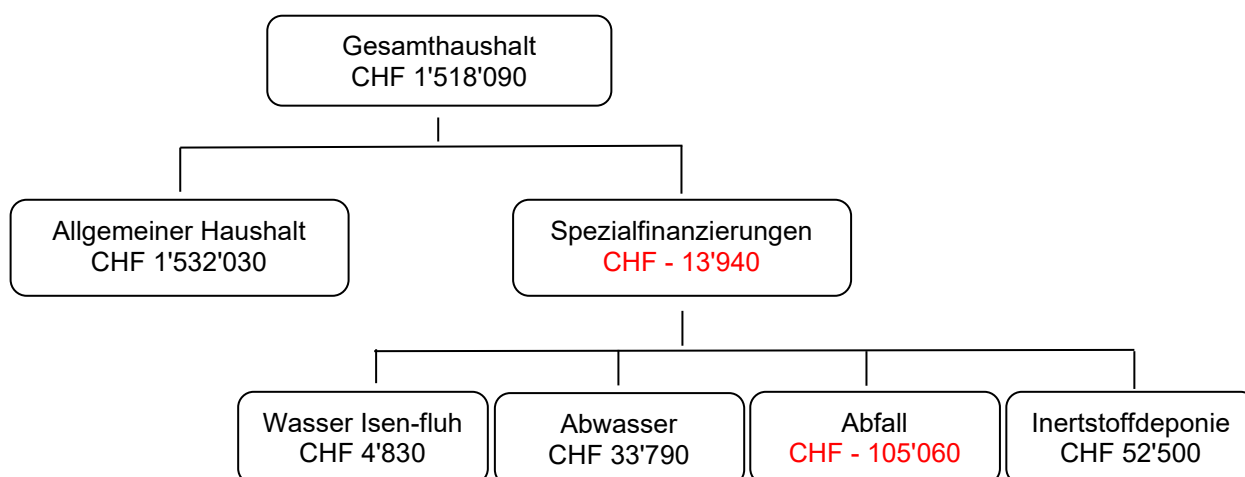 Gesamthaushalt
CHF 1'518'090
Allgemeiner Haushalt
CHF 1'532'030
Spezialfinanzierungen
CHF - 13'940
Wasser Isen-fluh
CHF 4'830
Abwasser
CHF 33'790
Abfall
CHF - 105'060
Inertstoffdeponie
CHF 52'500